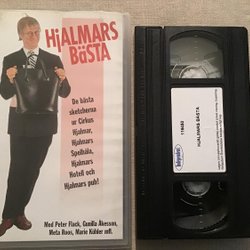 HJALMARS
BäSTA
De bästa
sketcherna
ur Cirkus
Hjalmar,
Hjalmars
Spelhåla,
Hjalmars
Hotell och
Hjalmars pub!
Med Peter Flack, Gunilla Åkesson,
Meta Roos, Marie Kühler mfl.
HJALMARS BÄSTA